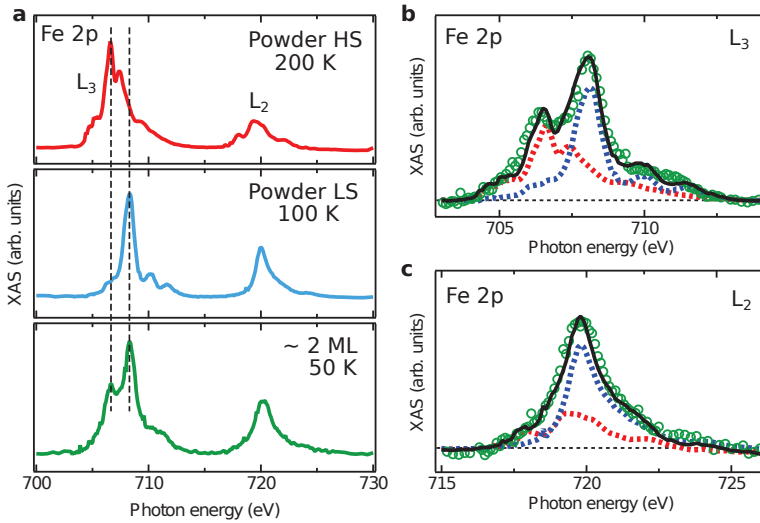 a
Fe 2p
Powder HS
200 K
L3
L2
Powder LS
100 K
XAS (arb. units)
~ 2 ML
50 K
700 710 720 730
Photon energy (eV)
b
Fe 2p
L3
XAS (arb. units)
705 710
Photon energy (eV)
c
Fe 2p
L2
XAS (arb. units)
715 720 725
Photon energy (eV)